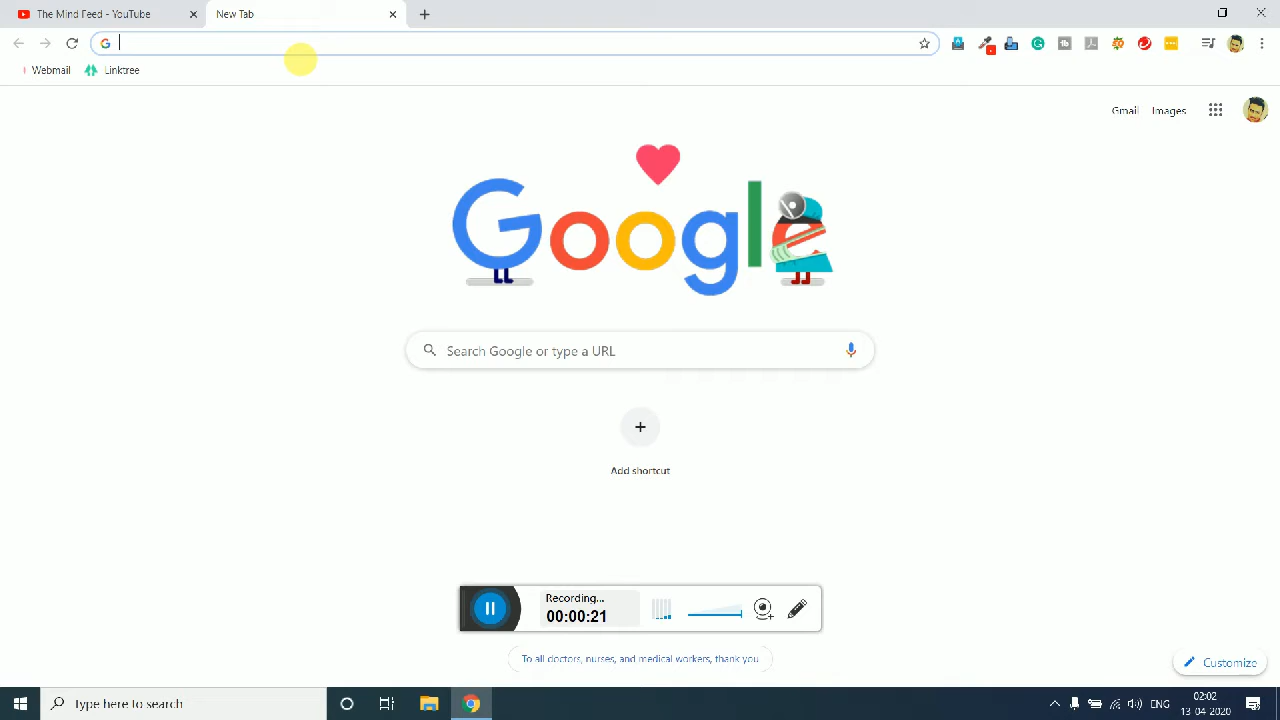 The Mind Feed - YouTube
New Tab
Webmail
Linktree
Gmail
Images
Google
Search Google or type a URL
Add shortcut
Recording...
00:00:21
To all doctors, nurses, and medical workers, thank you
Customize
Type here to search
ENG
02:02
13-04-2020